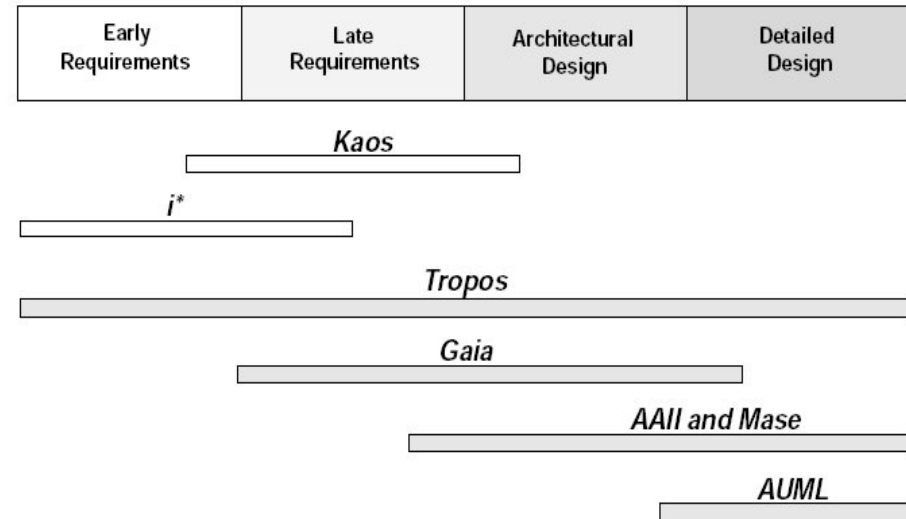 Early
Requirements
Late
Requirements
Architectural
Design
Detailed
Design
Kaos
i*
Tropos
Gaia
AAII and Mase
AUML